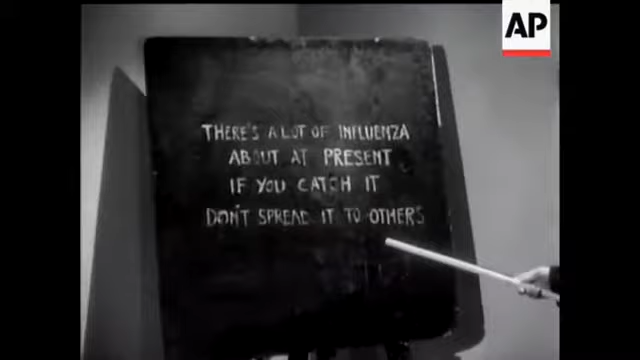 AP
THERE'S A LOT OF INFLUENZA
ABOUT AT PRESENT
IF YOU CATCH IT
DON'T SPREAD IT TO OTHERS